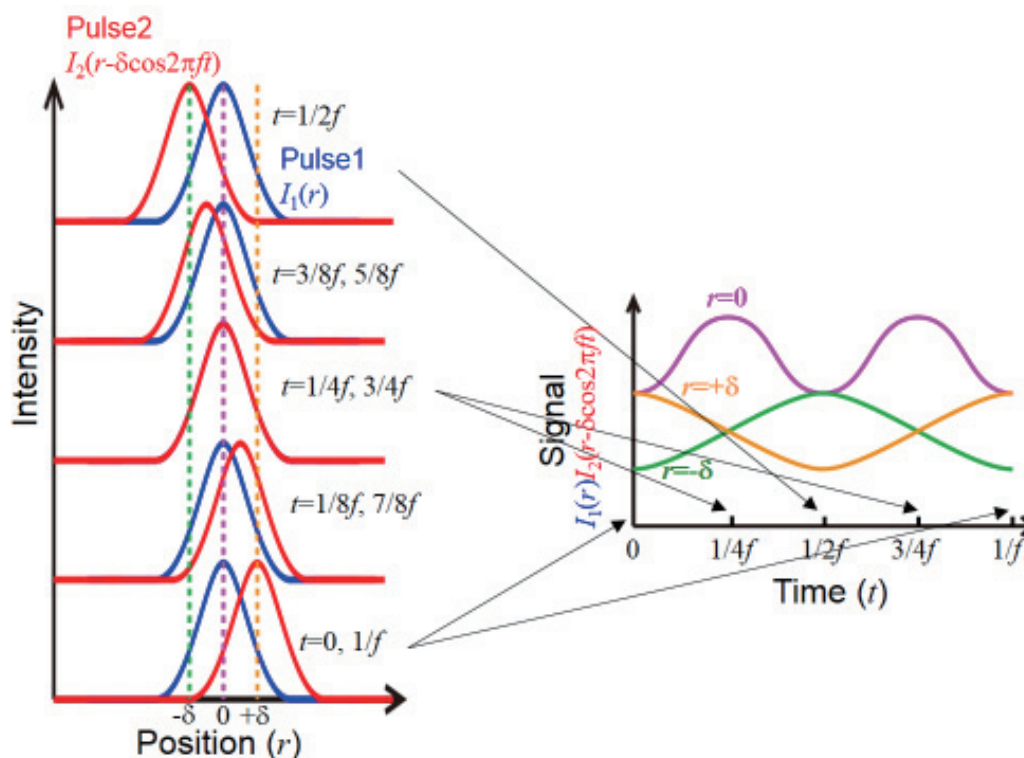 Pulse2
I₂(r-δcos2πft)
t=1/2f
Pulse1
I₁(r)
t=3/8f, 5/8f
t=1/4f, 3/4f
t=1/8f, 7/8f
t=0, 1/f
Intensity
-δ 0 +δ
Position (r)
r=0
r=+δ
r=-δ
Signal
I₁(r)I₂(r-δcos2πft)
0 1/4f 1/2f 3/4f 1/f
Time (t)